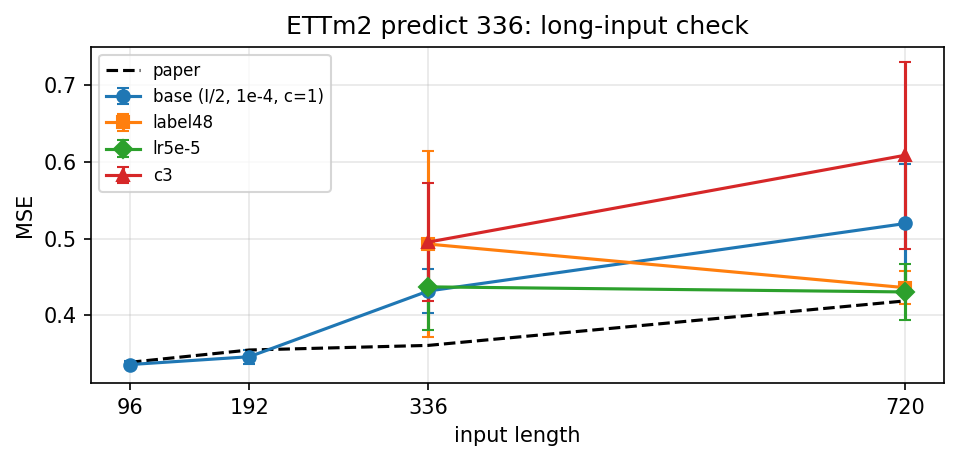 ETTm2 predict 336: long-input check
paper
base (l/2, 1e-4, c=1)
label48
lr5e-5
c3
0.7
0.6
0.5
0.4
MSE
96
192
336
720
input length